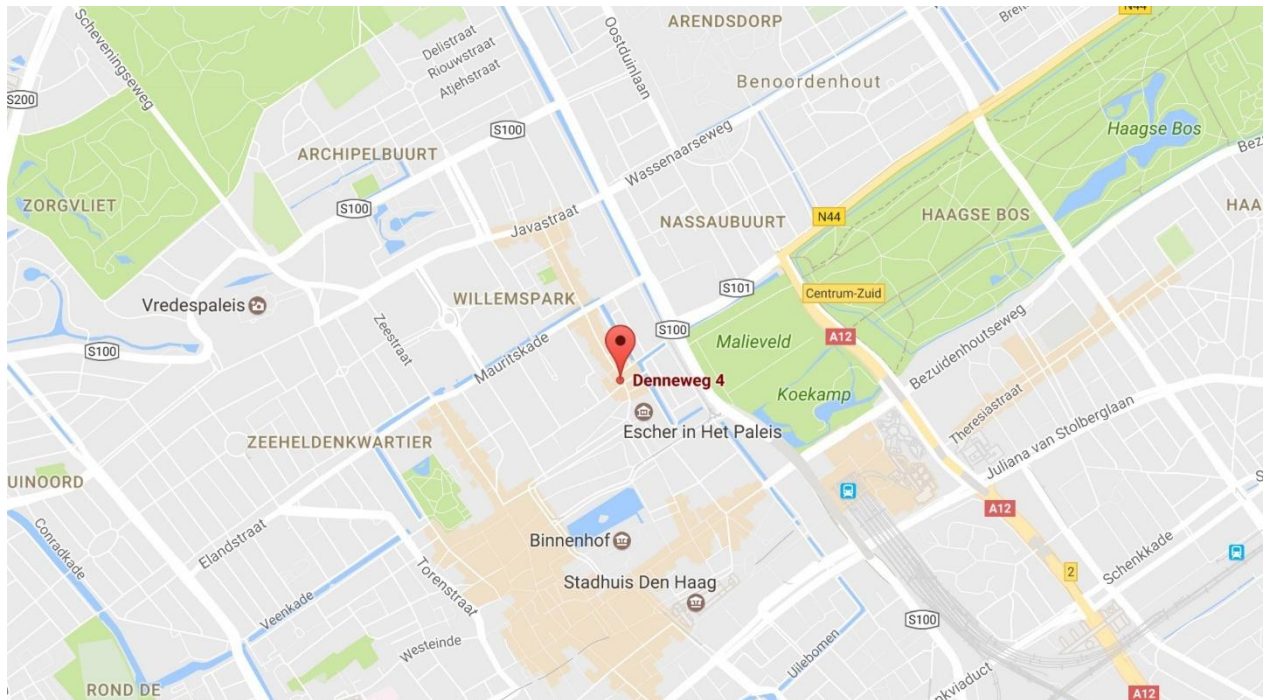 N44
ARENDSDORP
Scheveningseweg
Oostduinlaan
Delistraat
Riouwstraat
Atjehstraat
Benoordenhout
S200
S100
Haagse Bos
ARCHIPELBUURT
Wassenaarseweg
ZORGVLIET
S100
Javastraat
NASSAUBUURT
N44
HAAGSE BOS
HAA
S101
Centrum-Zuid
WILLEMSPARK
Vredespaleis
Zeestraat
S100
Malieveld
A12
S100
Mauritskade
Bezuidenhoutseweg
Denneweg 4
Koekamp
Theresiastraat
Escher in Het Paleis
ZEEHELDENKWARTIER
Juliana van Stolberglaan
UINOORD
A12
Conradkade
Elandstraat
Binnenhof
Torenstraat
Stadhuis Den Haag
2
Schenkkade
Veenkade
S100
Westeinde
Uilebomen
nkviaduct
ROND DE
A12